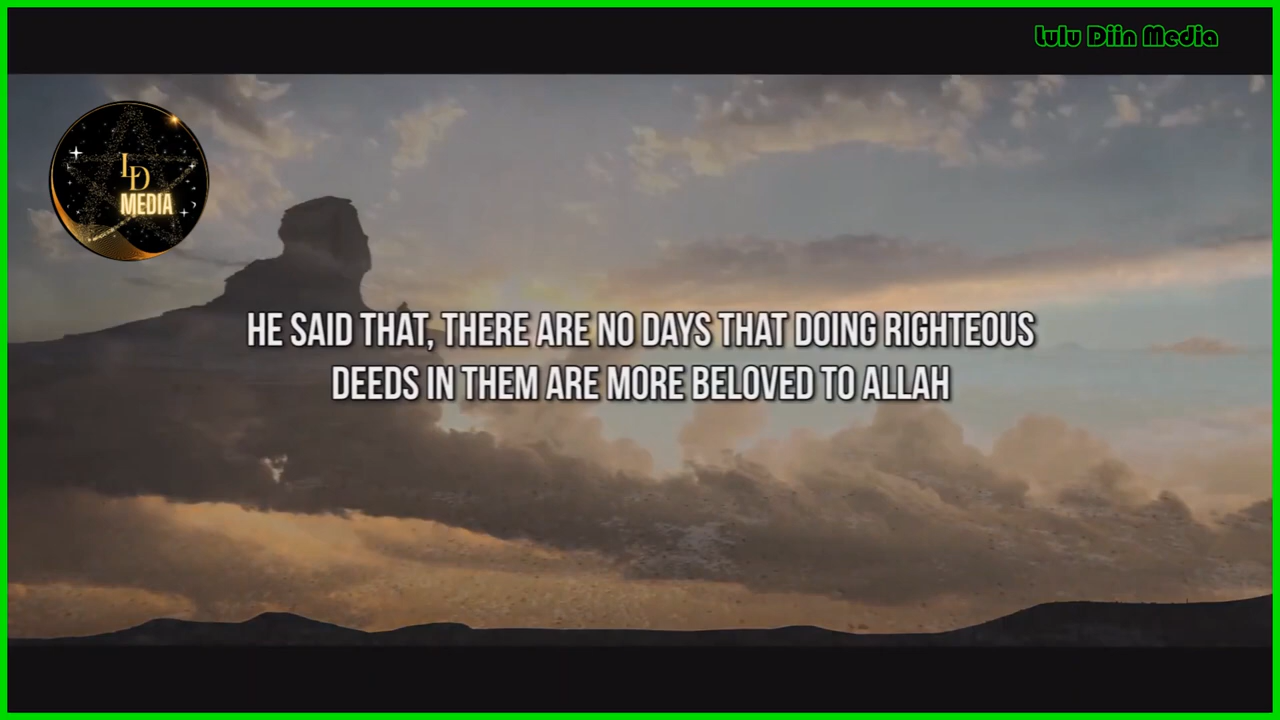 Lulu Diin Media
LD
MEDIA
HE SAID THAT, THERE ARE NO DAYS THAT DOING RIGHTEOUS
DEEDS IN THEM ARE MORE BELOVED TO ALLAH